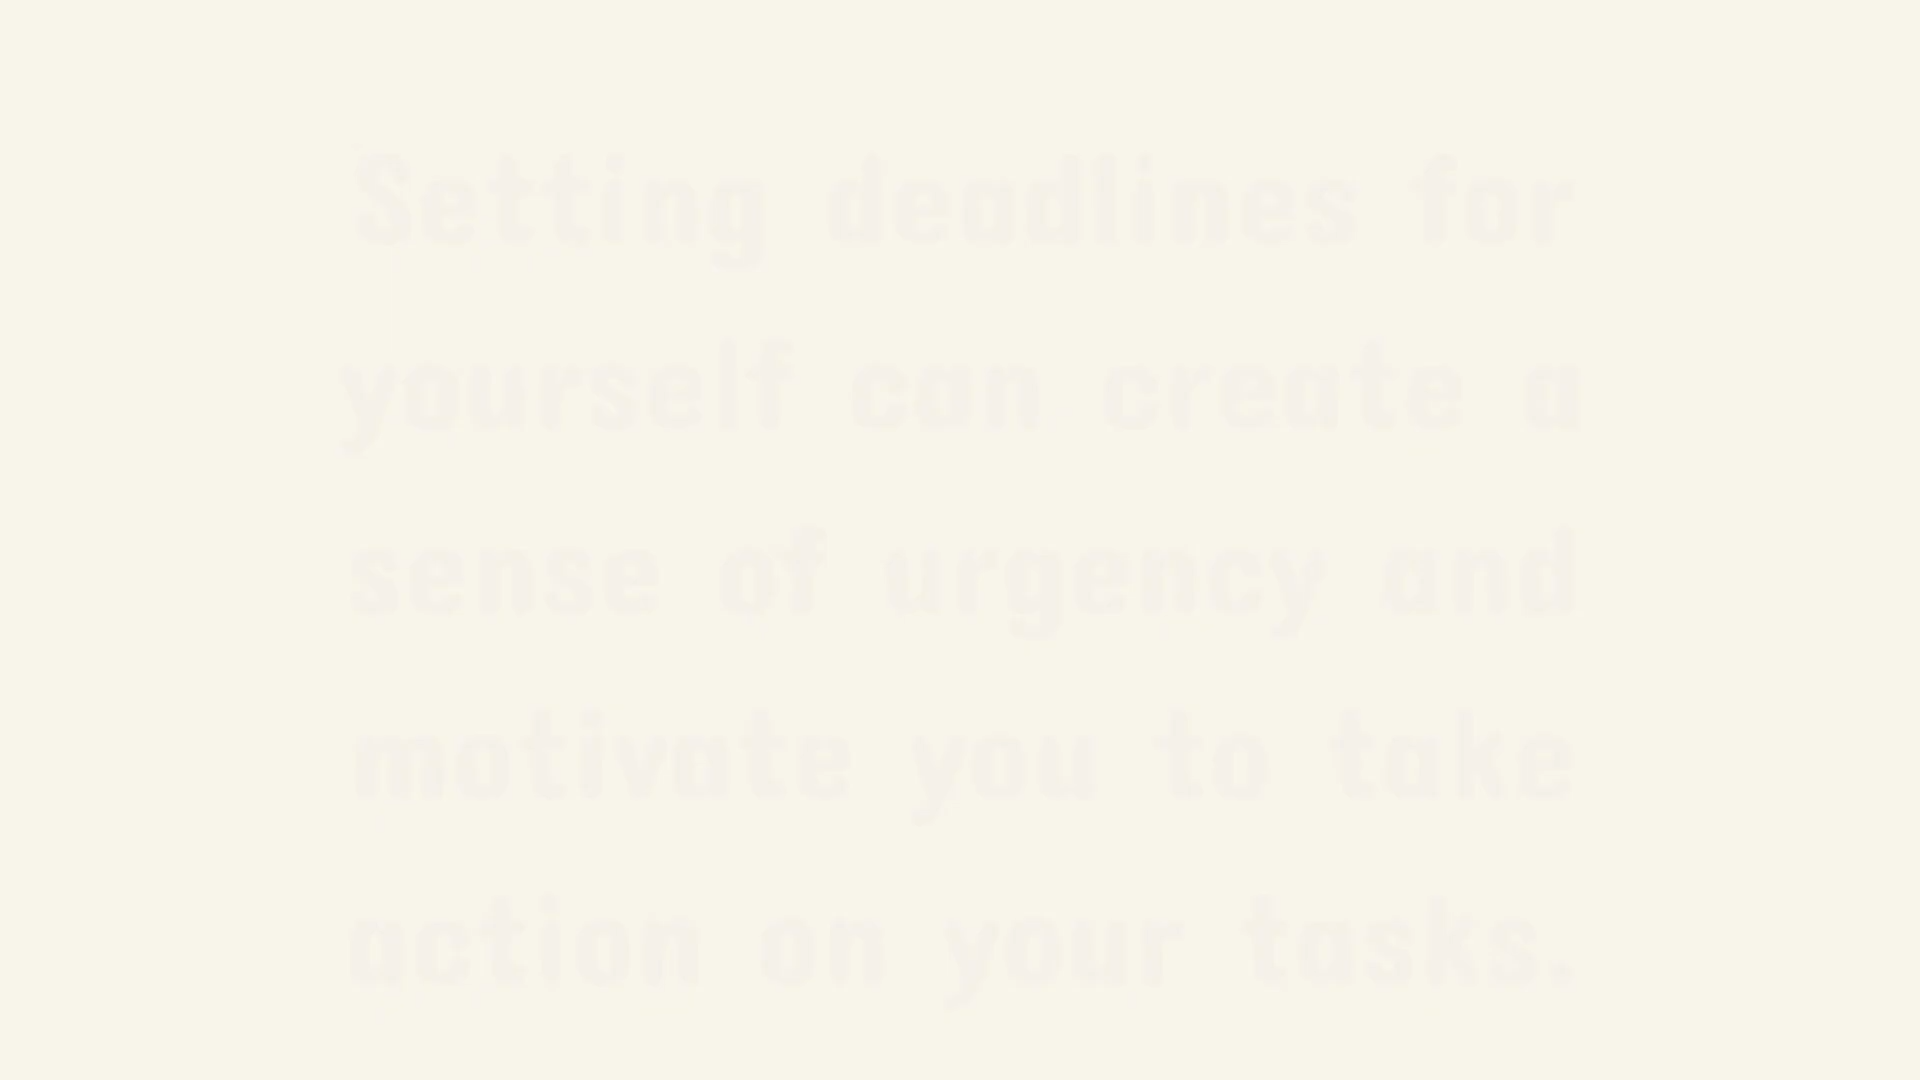 Setting deadlines for
yourself can create a
sense of urgency and
motivate you to take
action on your tasks.